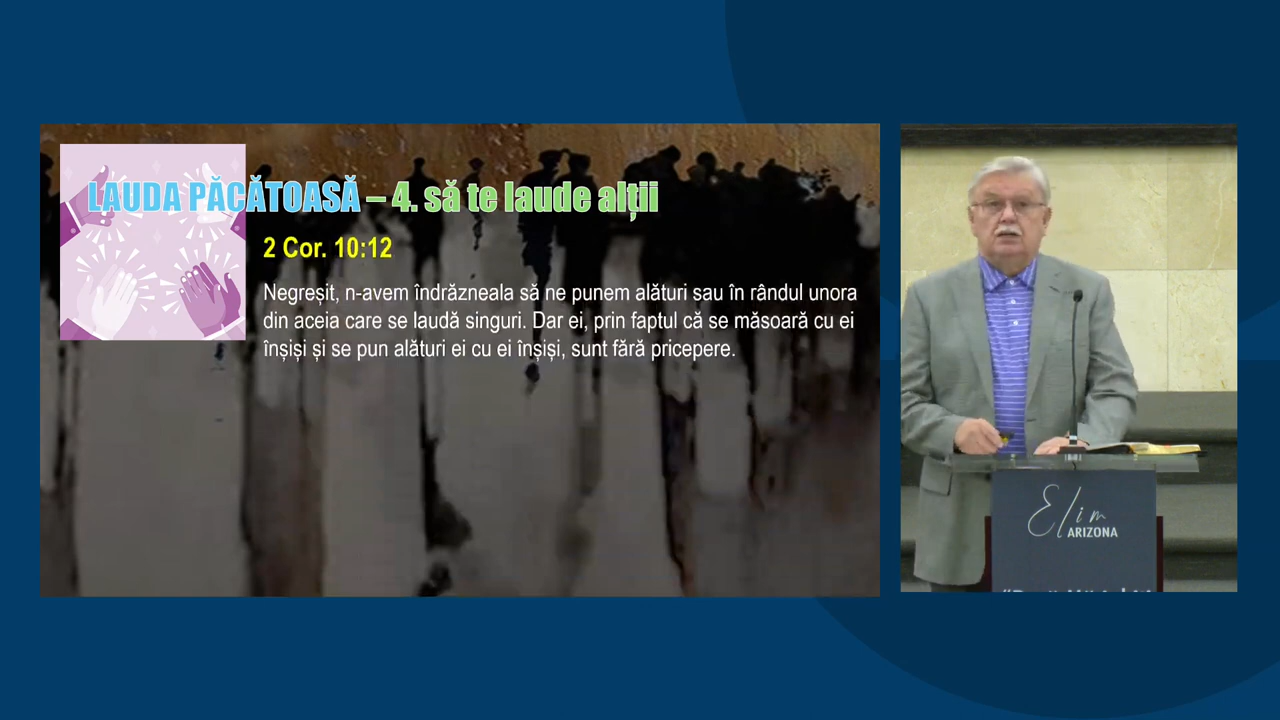 LAUDA PĂCĂTOASĂ – 4. să te laude alții
2 Cor. 10:12
Negreșit, n-avem îndrăzneala să ne punem alături sau în rândul unora
din aceia care se laudă singuri. Dar ei, prin faptul că se măsoară cu ei
înșiși și se pun alături ei cu ei înșiși, sunt fără pricepere.
Elim
ARIZONA